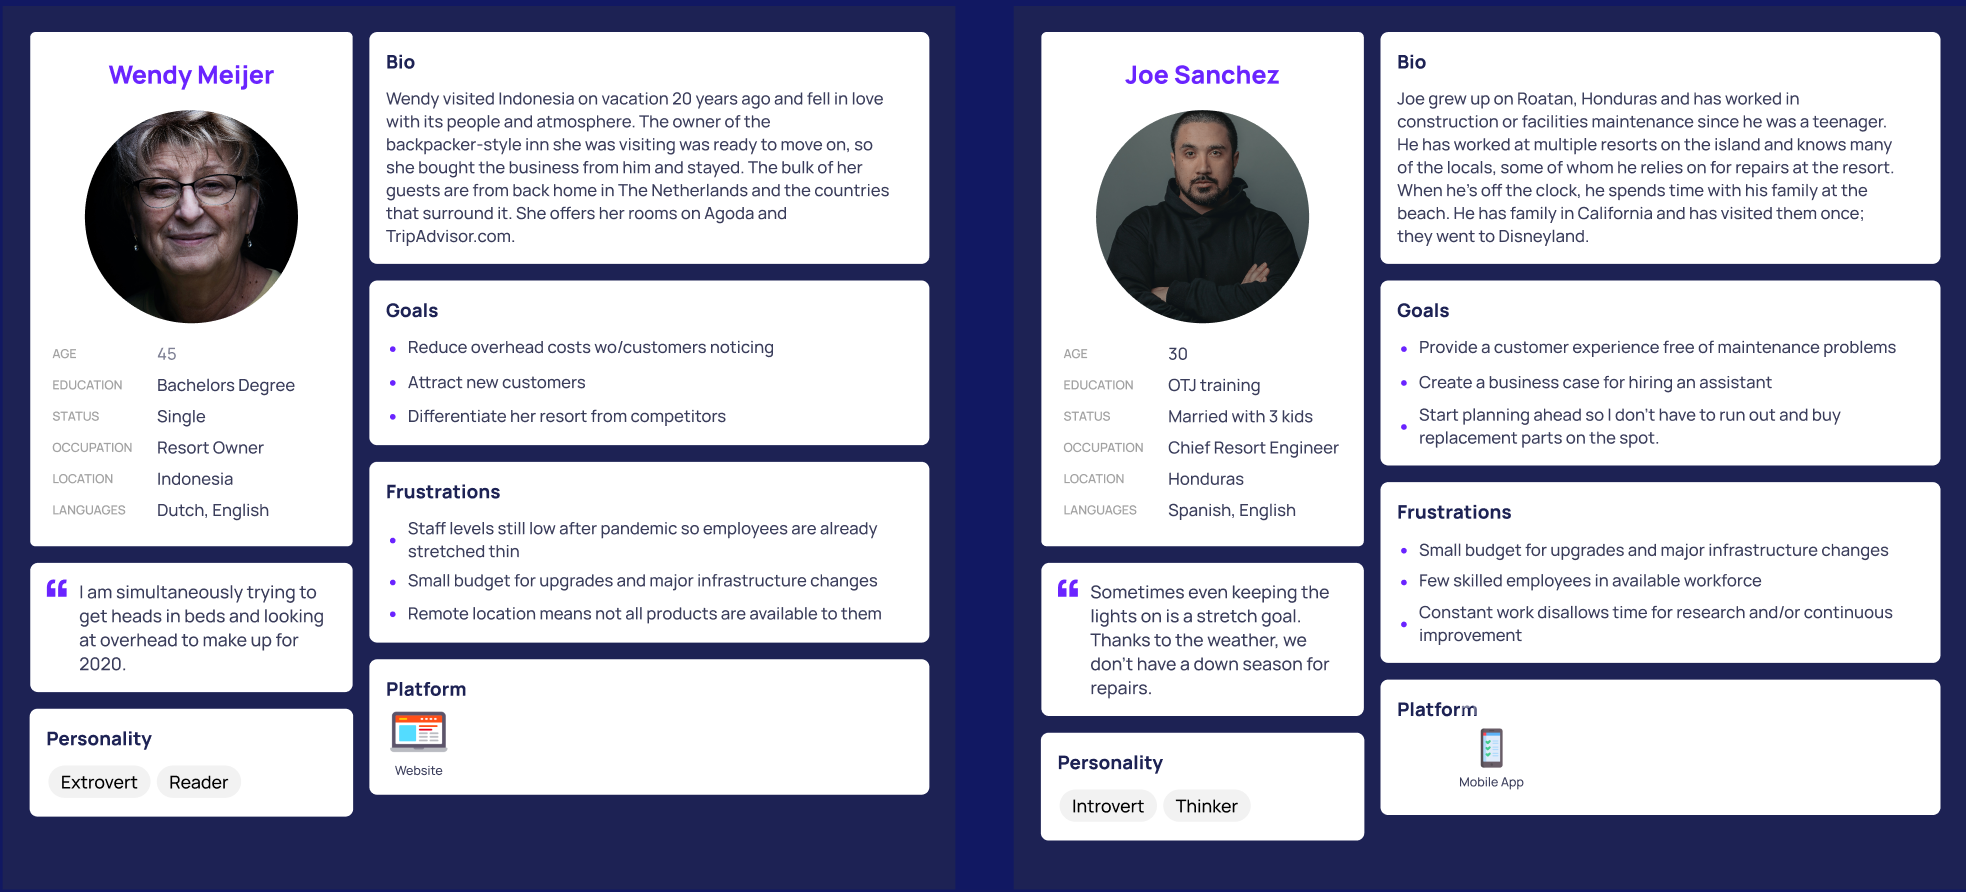 Wendy Meijer
AGE 45
EDUCATION Bachelors Degree
STATUS Single
OCCUPATION Resort Owner
LOCATION Indonesia
LANGUAGES Dutch, English
I am simultaneously trying to
get heads in beds and looking
at overhead to make up for
2020.
Personality
Extrovert Reader
Bio
Wendy visited Indonesia on vacation 20 years ago and fell in love
with its people and atmosphere. The owner of the
backpacker-style inn she was visiting was ready to move on, so
she bought the business from him and stayed. The bulk of her
guests are from back home in The Netherlands and the countries
that surround it. She offers her rooms on Agoda and
TripAdvisor.com.
Goals
• Reduce overhead costs wo/customers noticing
• Attract new customers
• Differentiate her resort from competitors
Frustrations
• Staff levels still low after pandemic so employees are already
stretched thin
• Small budget for upgrades and major infrastructure changes
• Remote location means not all products are available to them
Platform
Website
Joe Sanchez
AGE 30
EDUCATION OTJ training
STATUS Married with 3 kids
OCCUPATION Chief Resort Engineer
LOCATION Honduras
LANGUAGES Spanish, English
Sometimes even keeping the
lights on is a stretch goal.
Thanks to the weather, we
don't have a down season for
repairs.
Personality
Introvert Thinker
Bio
Joe grew up on Roatan, Honduras and has worked in
construction or facilities maintenance since he was a teenager.
He has worked at multiple resorts on the island and knows many
of the locals, some of whom he relies on for repairs at the resort.
When he's off the clock, he spends time with his family at the
beach. He has family in California and has visited them once;
they went to Disneyland.
Goals
• Provide a customer experience free of maintenance problems
• Create a business case for hiring an assistant
• Start planning ahead so I don't have to run out and buy
replacement parts on the spot.
Frustrations
• Small budget for upgrades and major infrastructure changes
• Few skilled employees in available workforce
• Constant work disallows time for research and/or continuous
improvement
Platform
Mobile App